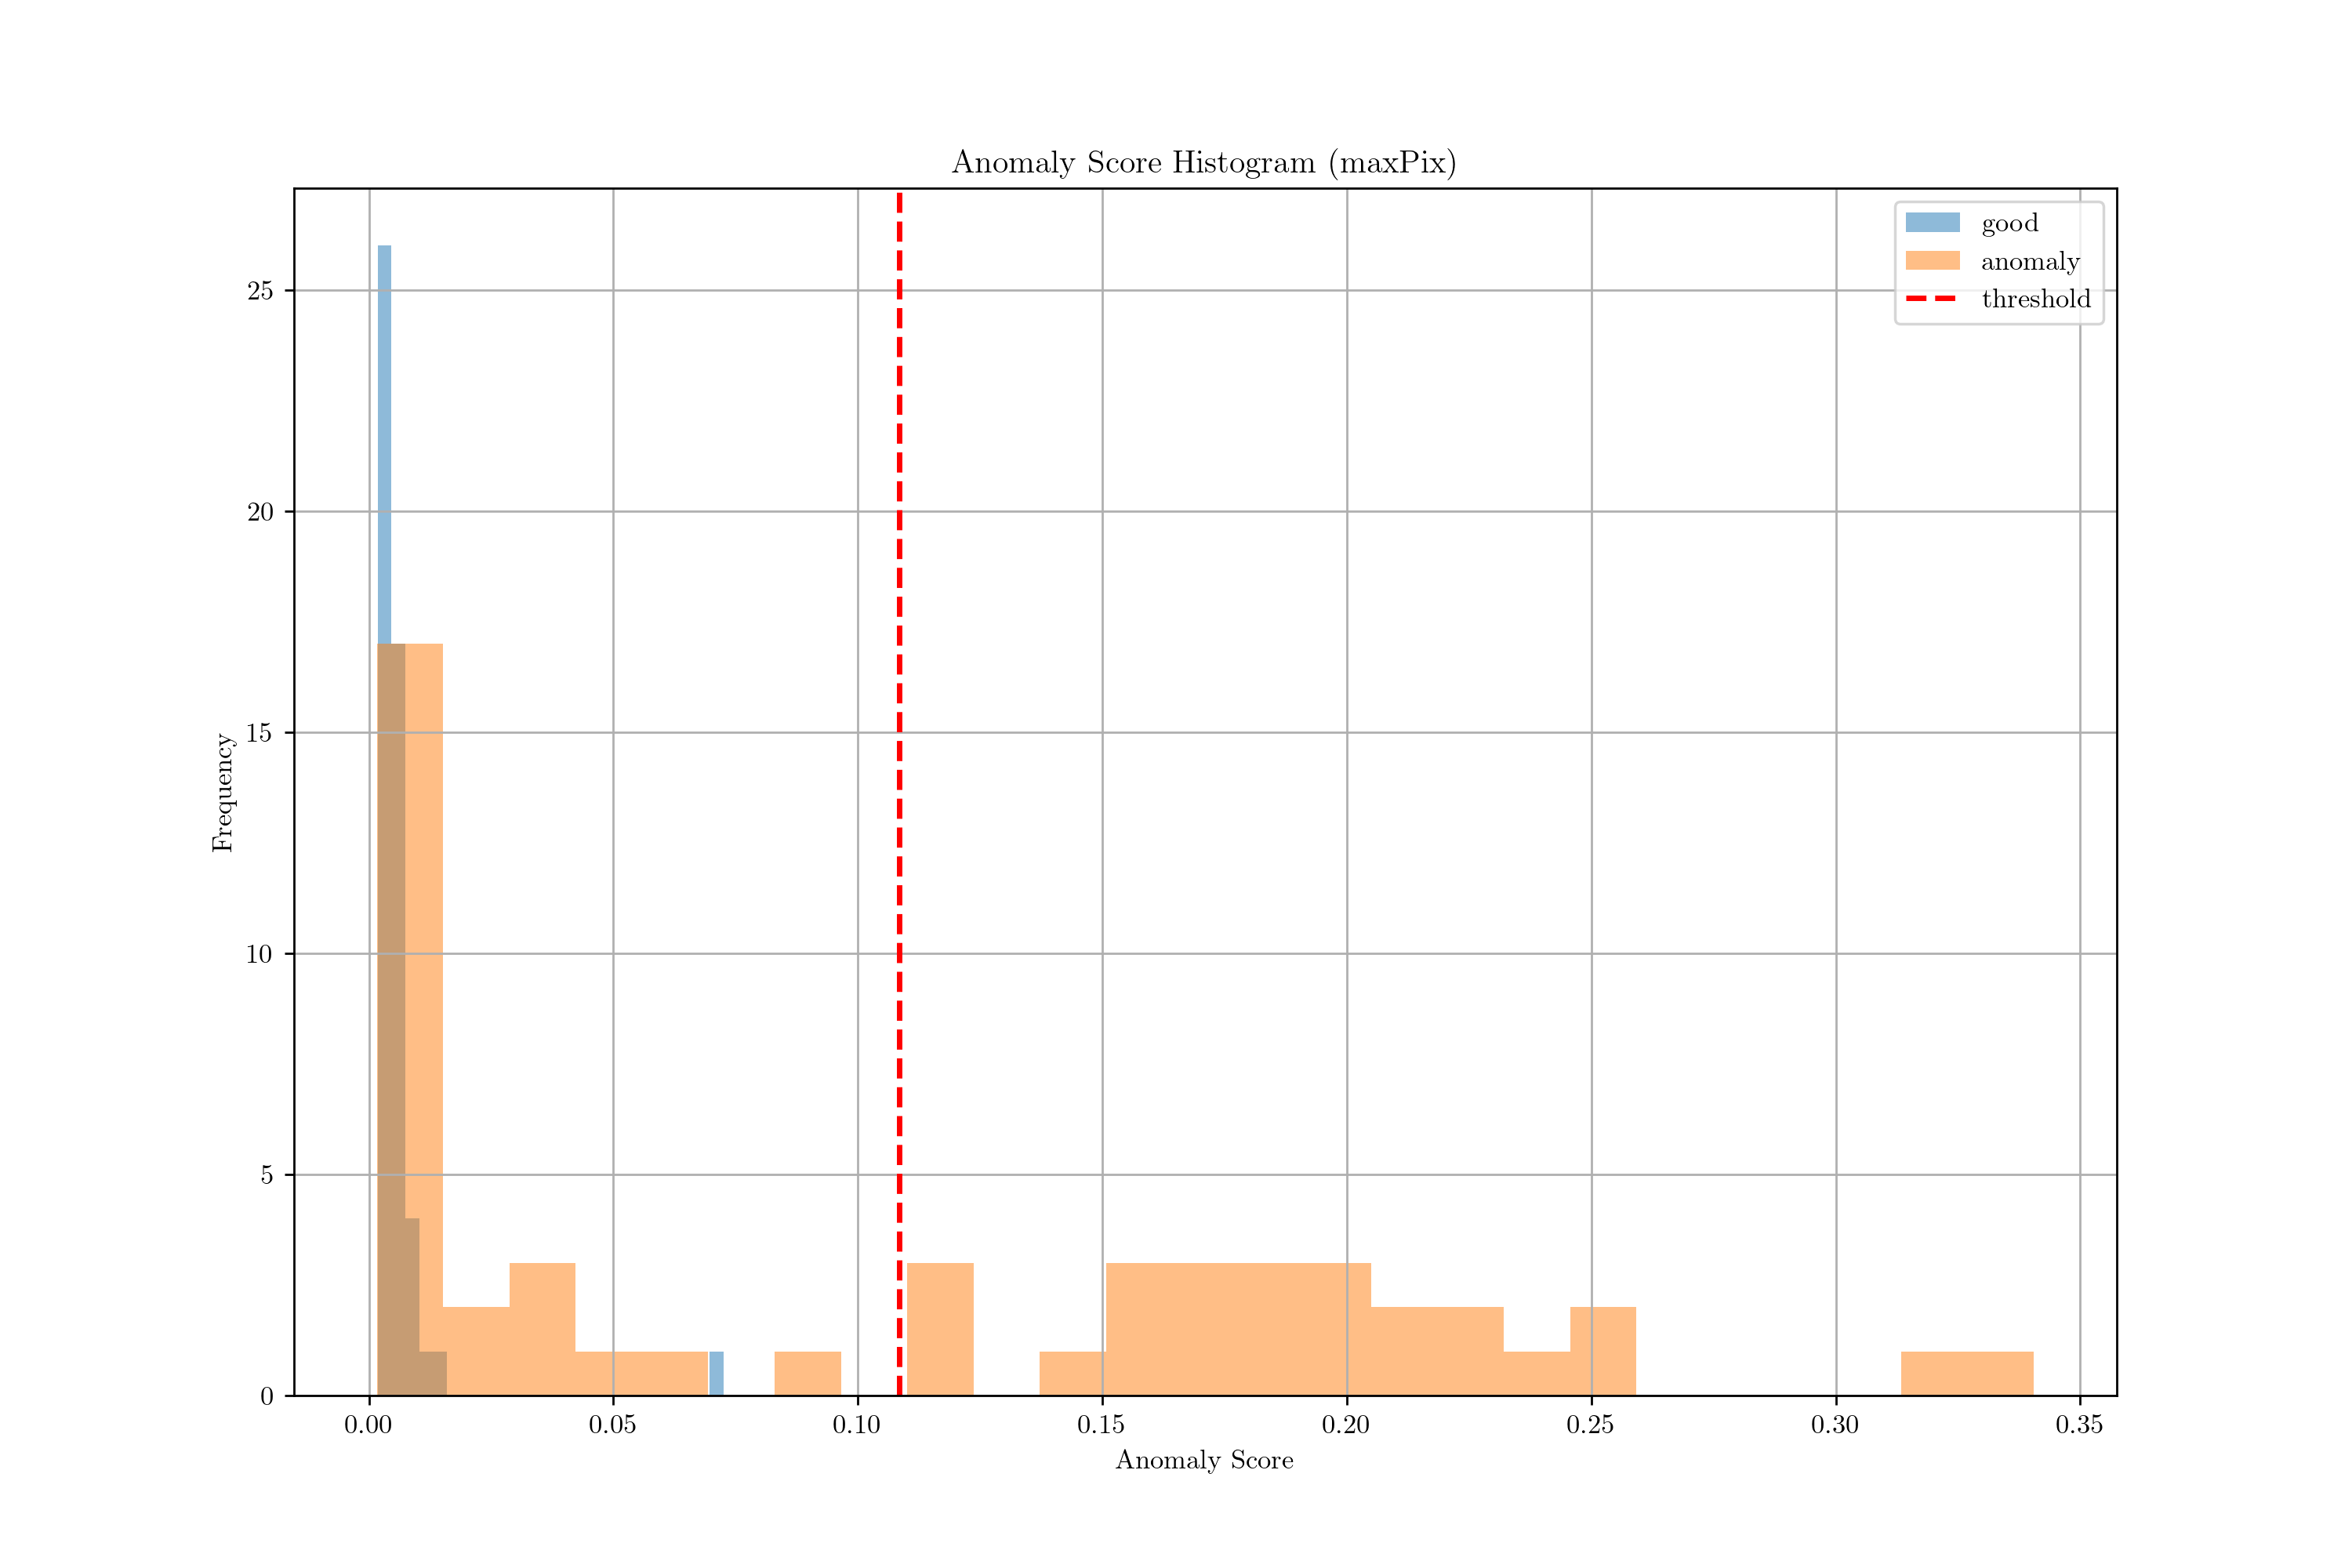 Anomaly Score Histogram (maxPix)
good
anomaly
threshold
25
20
15
10
5
0
Frequency
0.00 0.05 0.10 0.15 0.20 0.25 0.30 0.35
Anomaly Score